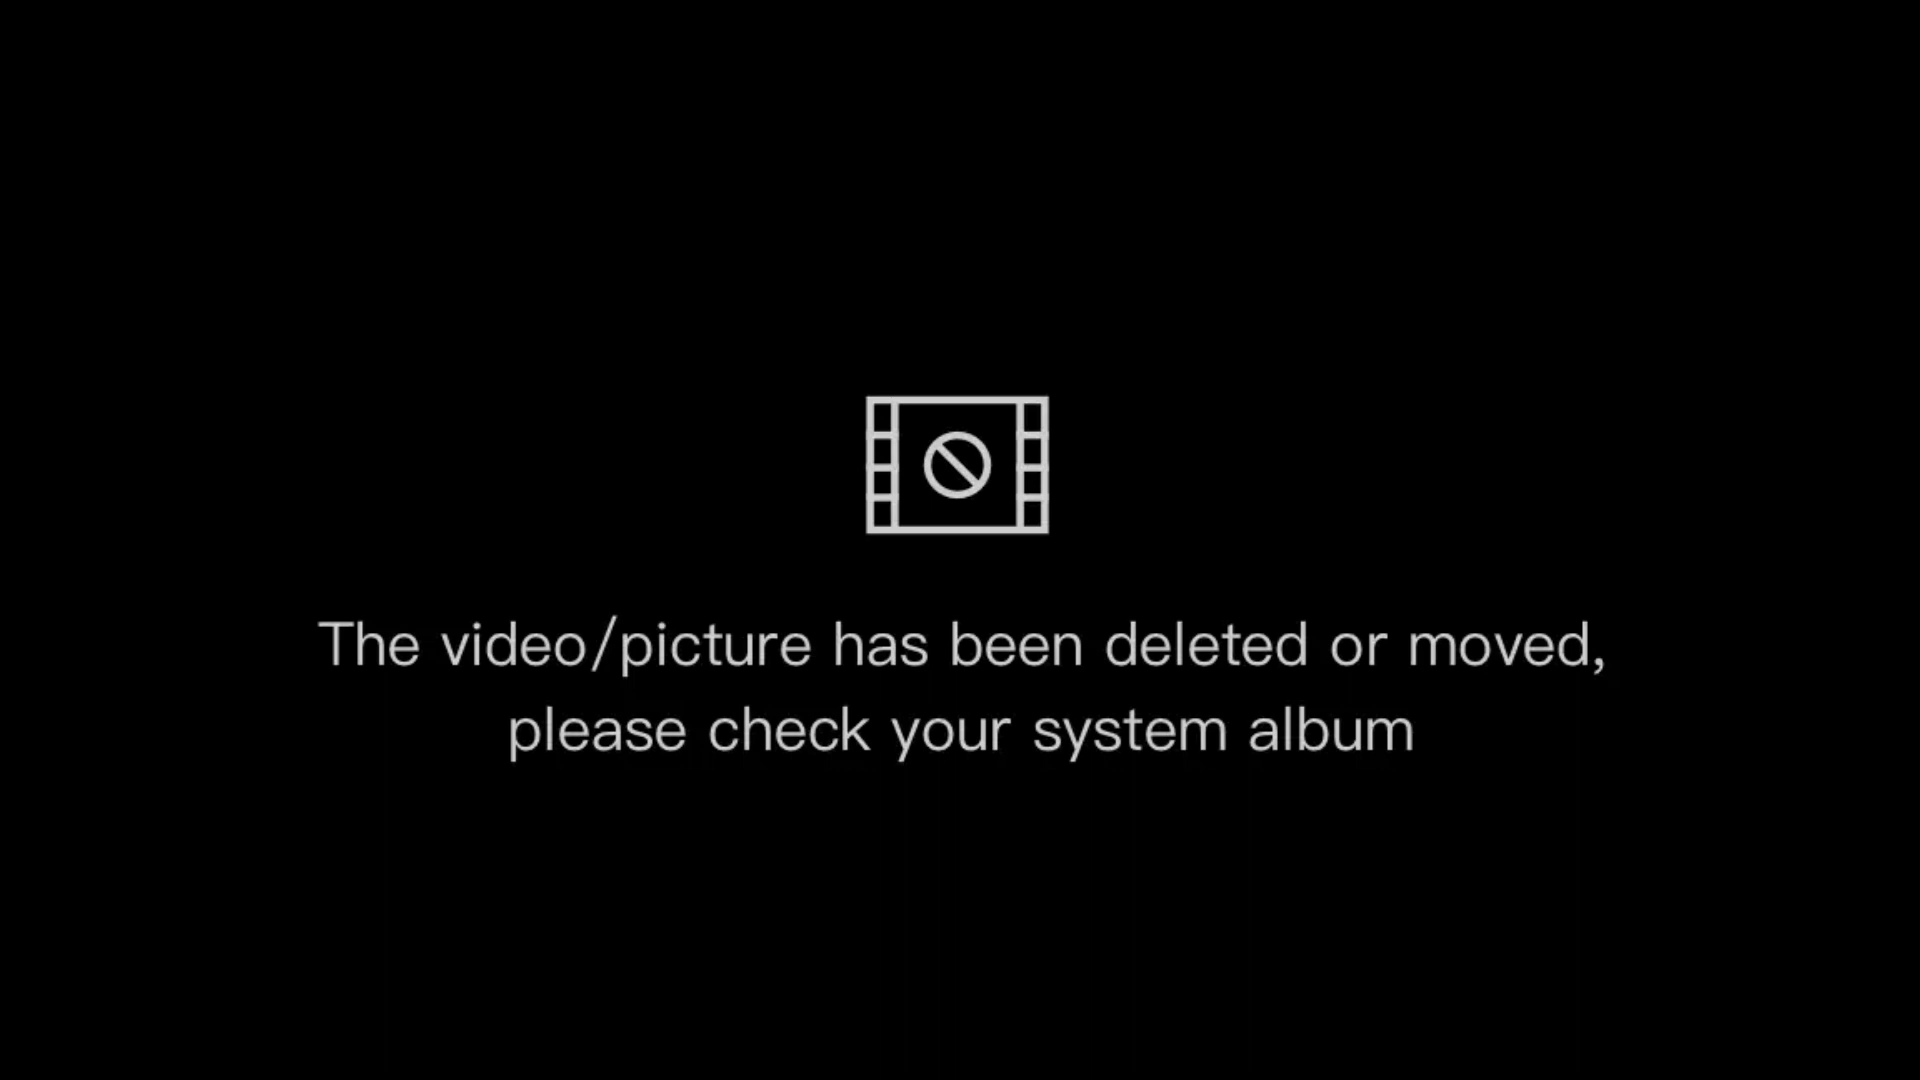 The video/picture has been deleted or moved,
please check your system album